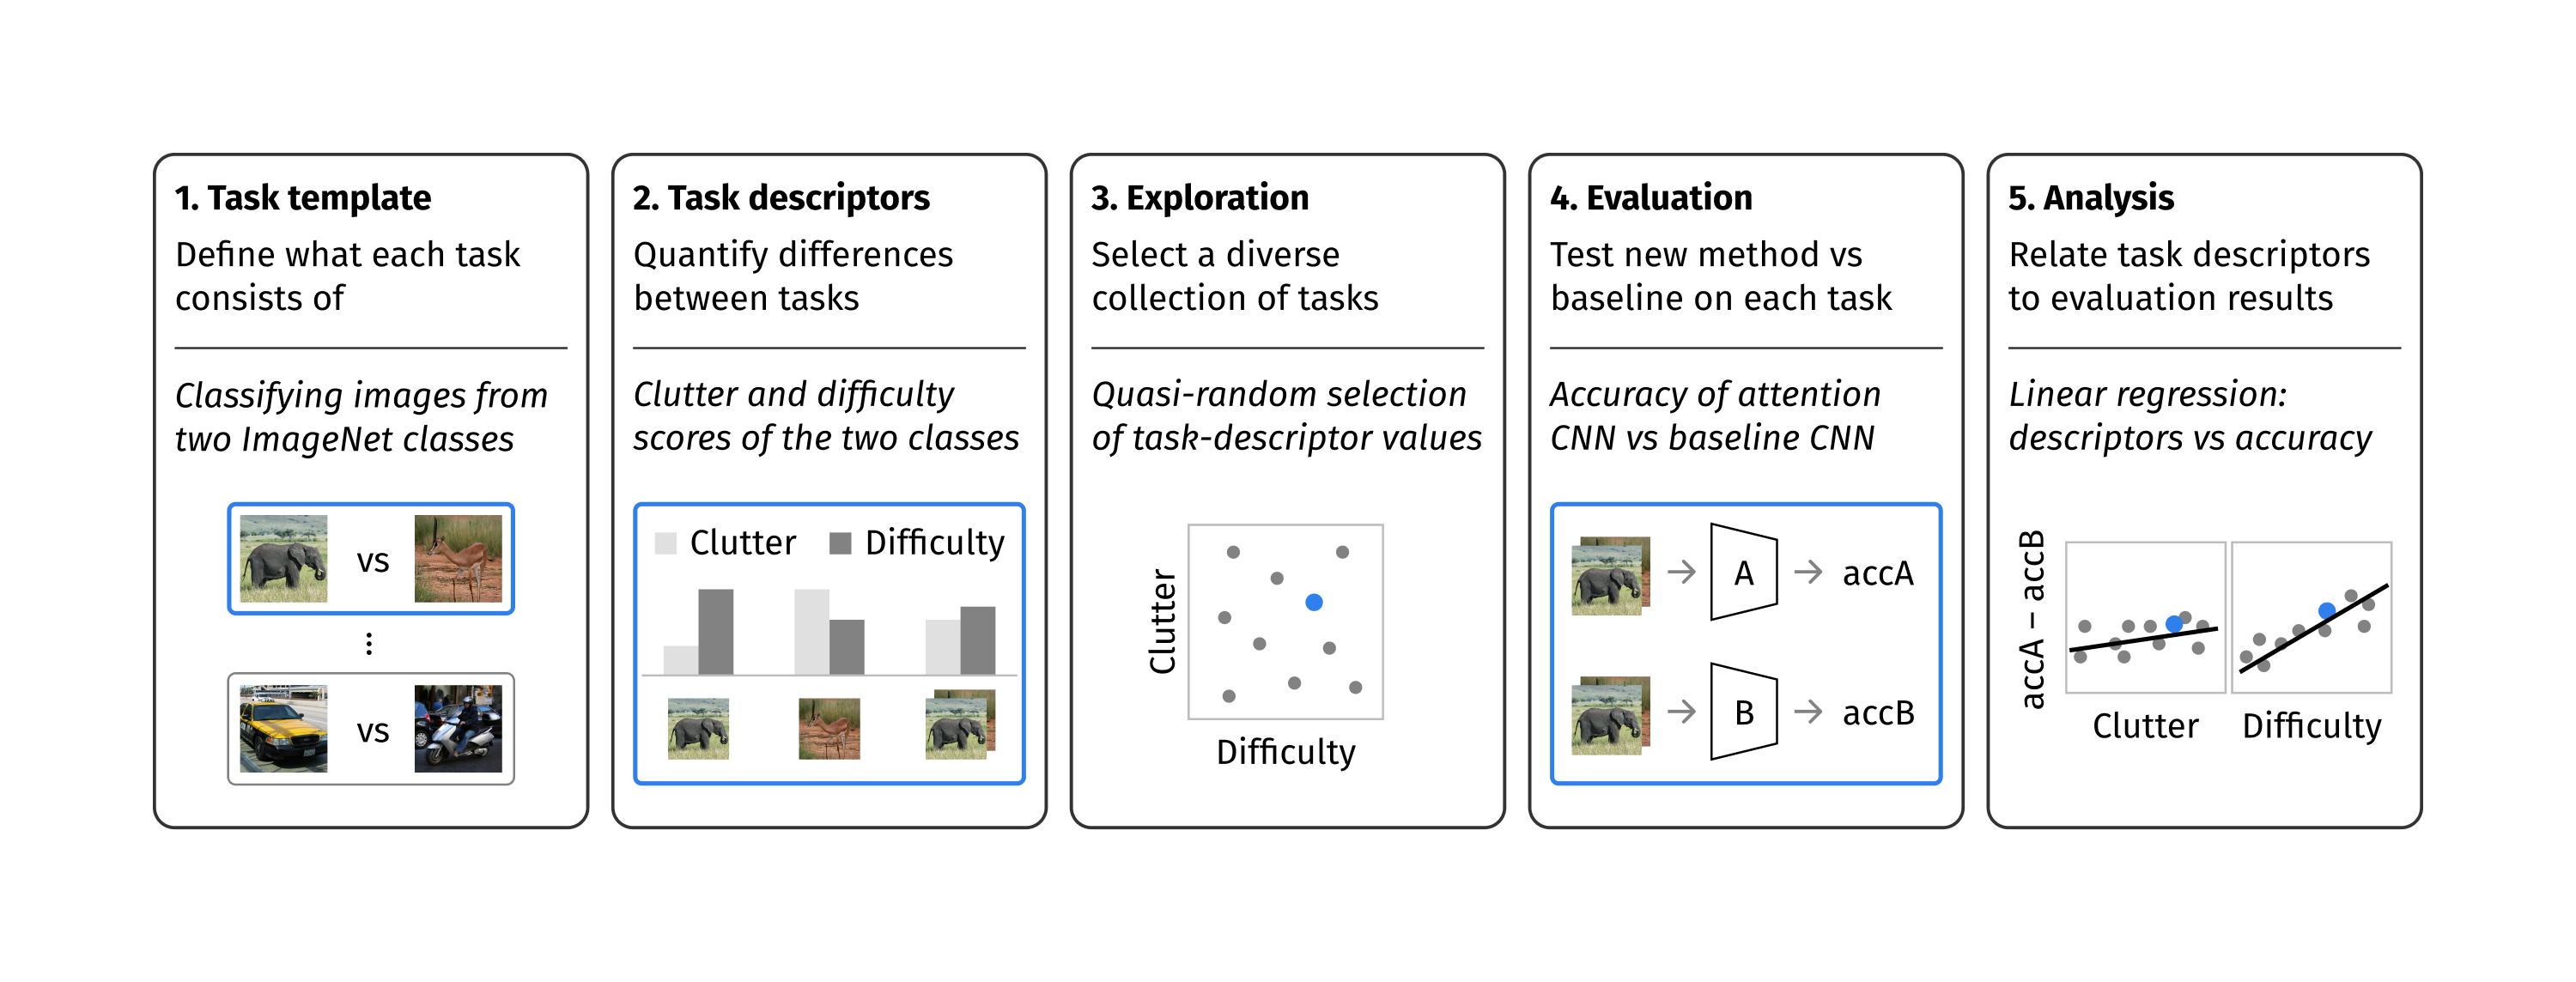 1. Task template
Define what each task
consists of
Classifying images from
two ImageNet classes
vs
vs
2. Task descriptors
Quantify differences
between tasks
Clutter and difficulty
scores of the two classes
Clutter Difficulty
3. Exploration
Select a diverse
collection of tasks
Quasi-random selection
of task-descriptor values
Clutter
Difficulty
4. Evaluation
Test new method vs
baseline on each task
Accuracy of attention
CNN vs baseline CNN
A accA
B accB
5. Analysis
Relate task descriptors
to evaluation results
Linear regression:
descriptors vs accuracy
accA – accB
Clutter Difficulty